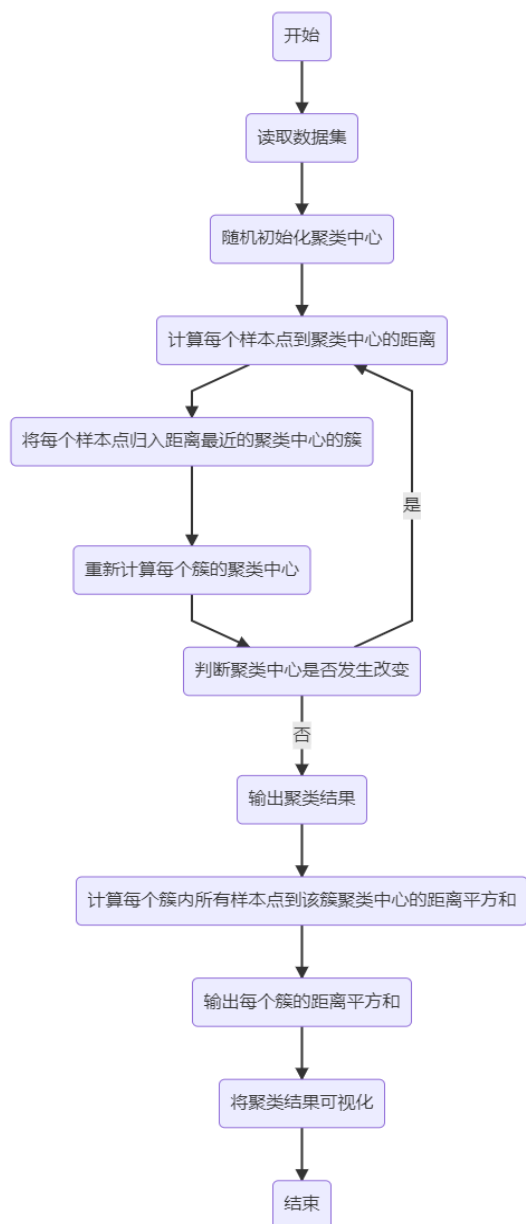 开始
读取数据集
随机初始化聚类中心
计算每个样本点到聚类中心的距离
将每个样本点归入距离最近的聚类中心的簇
是
重新计算每个簇的聚类中心
判断聚类中心是否发生改变
否
输出聚类结果
计算每个簇内所有样本点到该簇聚类中心的距离平方和
输出每个簇的距离平方和
将聚类结果可视化
结束